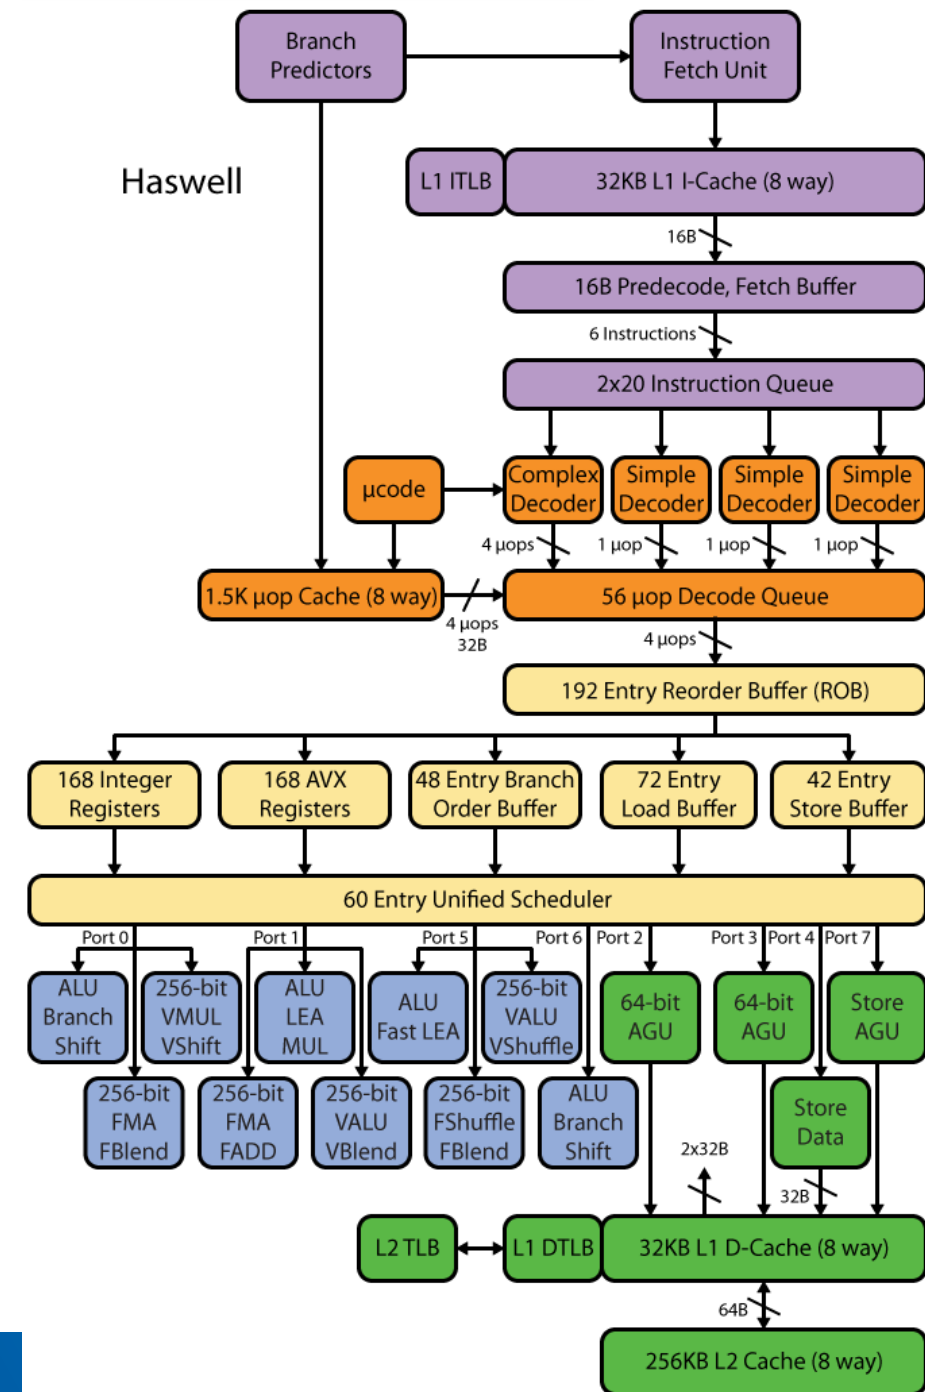 Branch
Predictors
Instruction
Fetch Unit
Haswell
L1 ITLB
32KB L1 I-Cache (8 way)
16B
16B Predecode, Fetch Buffer
6 Instructions
2x20 Instruction Queue
µcode
Complex
Decoder
Simple
Decoder
Simple
Decoder
Simple
Decoder
4 µops
1 µop
1 µop
1 µop
1.5K µop Cache (8 way)
4 µops
32B
56 µop Decode Queue
4 µops
192 Entry Reorder Buffer (ROB)
168 Integer
Registers
168 AVX
Registers
48 Entry Branch
Order Buffer
72 Entry
Load Buffer
42 Entry
Store Buffer
60 Entry Unified Scheduler
Port 0
Port 1
Port 5
Port 6
Port 2
Port 3
Port 4
Port 7
ALU
Branch
Shift
256-bit
VMUL
VShift
ALU
LEA
MUL
ALU
Fast LEA
256-bit
VALU
VShuffle
64-bit
AGU
64-bit
AGU
Store
AGU
256-bit
FMA
FBlend
256-bit
FMA
FADD
256-bit
VALU
VBlend
256-bit
FShuffle
FBlend
ALU
Branch
Shift
Store
Data
2x32B
32B
L2 TLB
L1 DTLB
32KB L1 D-Cache (8 way)
64B
256KB L2 Cache (8 way)